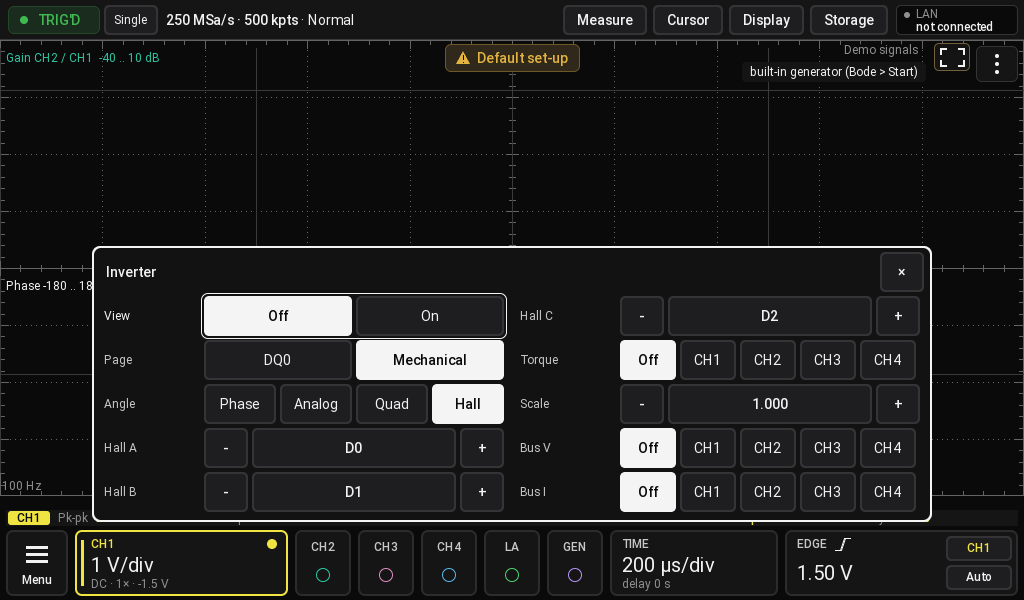 TRIG'D
Single
250 MSa/s · 500 kpts · Normal
Measure
Cursor
Display
Storage
LAN
not connected
Gain CH2 / CH1 -40 .. 10 dB
Default set-up
Demo signals
built-in generator (Bode > Start)
Phase -180 .. 18
Inverter
×
View
Off
On
Hall C
-
D2
+
Page
DQ0
Mechanical
Torque
Off
CH1
CH2
CH3
CH4
Angle
Phase
Analog
Quad
Hall
Scale
-
1.000
+
Hall A
-
D0
+
Bus V
Off
CH1
CH2
CH3
CH4
Hall B
-
D1
+
Bus I
Off
CH1
CH2
CH3
CH4
100 Hz
CH1
Pk-pk
Menu
CH1
1 V/div
DC · 1× · -1.5 V
CH2
CH3
CH4
LA
GEN
TIME
200 µs/div
delay 0 s
EDGE
1.50 V
CH1
Auto